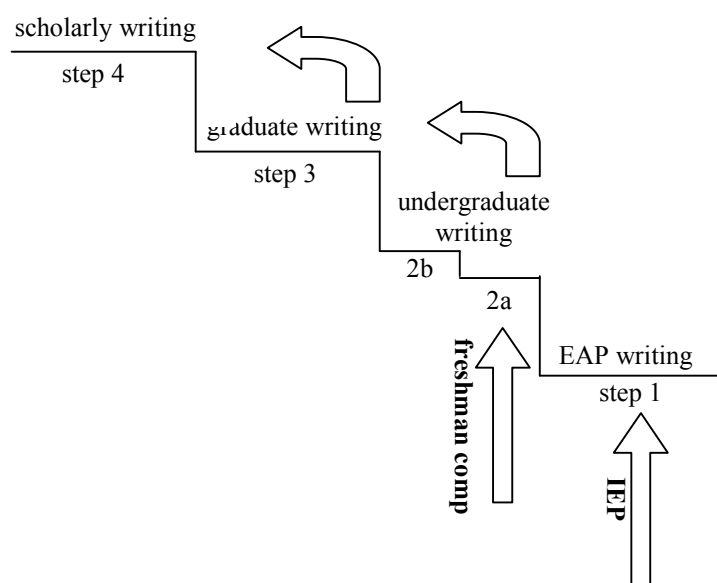 scholarly writing
step 4
graduate writing
step 3
undergraduate
writing
2b
2a
freshman comp
EAP writing
step 1
IEP